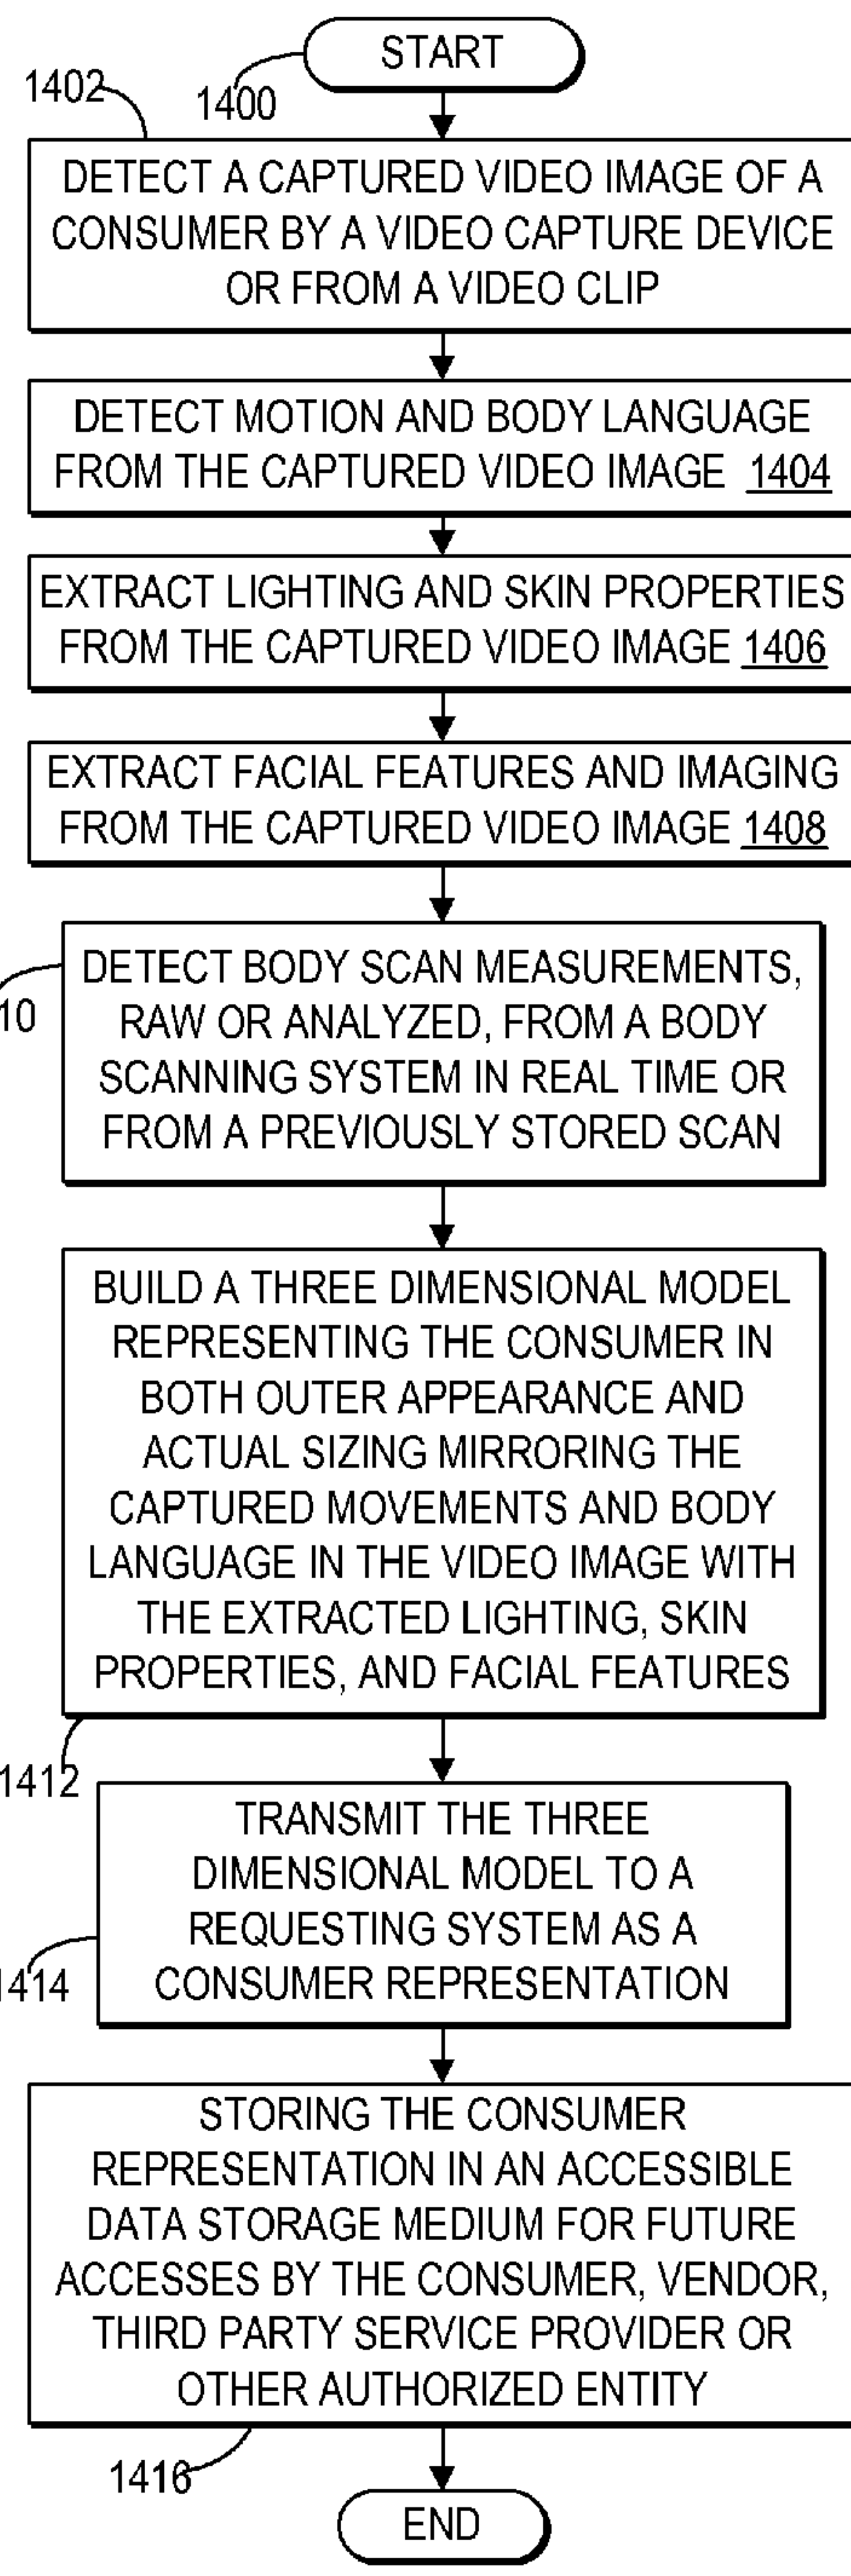 START
1400
1402
DETECT A CAPTURED VIDEO IMAGE OF A
CONSUMER BY A VIDEO CAPTURE DEVICE
OR FROM A VIDEO CLIP
DETECT MOTION AND BODY LANGUAGE
FROM THE CAPTURED VIDEO IMAGE 1404
EXTRACT LIGHTING AND SKIN PROPERTIES
FROM THE CAPTURED VIDEO IMAGE 1406
EXTRACT FACIAL FEATURES AND IMAGING
FROM THE CAPTURED VIDEO IMAGE 1408
10
DETECT BODY SCAN MEASUREMENTS,
RAW OR ANALYZED, FROM A BODY
SCANNING SYSTEM IN REAL TIME OR
FROM A PREVIOUSLY STORED SCAN
BUILD A THREE DIMENSIONAL MODEL
REPRESENTING THE CONSUMER IN
BOTH OUTER APPEARANCE AND
ACTUAL SIZING MIRRORING THE
CAPTURED MOVEMENTS AND BODY
LANGUAGE IN THE VIDEO IMAGE WITH
THE EXTRACTED LIGHTING, SKIN
PROPERTIES, AND FACIAL FEATURES
1412
TRANSMIT THE THREE
DIMENSIONAL MODEL TO A
REQUESTING SYSTEM AS A
CONSUMER REPRESENTATION
1414
STORING THE CONSUMER
REPRESENTATION IN AN ACCESSIBLE
DATA STORAGE MEDIUM FOR FUTURE
ACCESSES BY THE CONSUMER, VENDOR,
THIRD PARTY SERVICE PROVIDER OR
OTHER AUTHORIZED ENTITY
1416
END